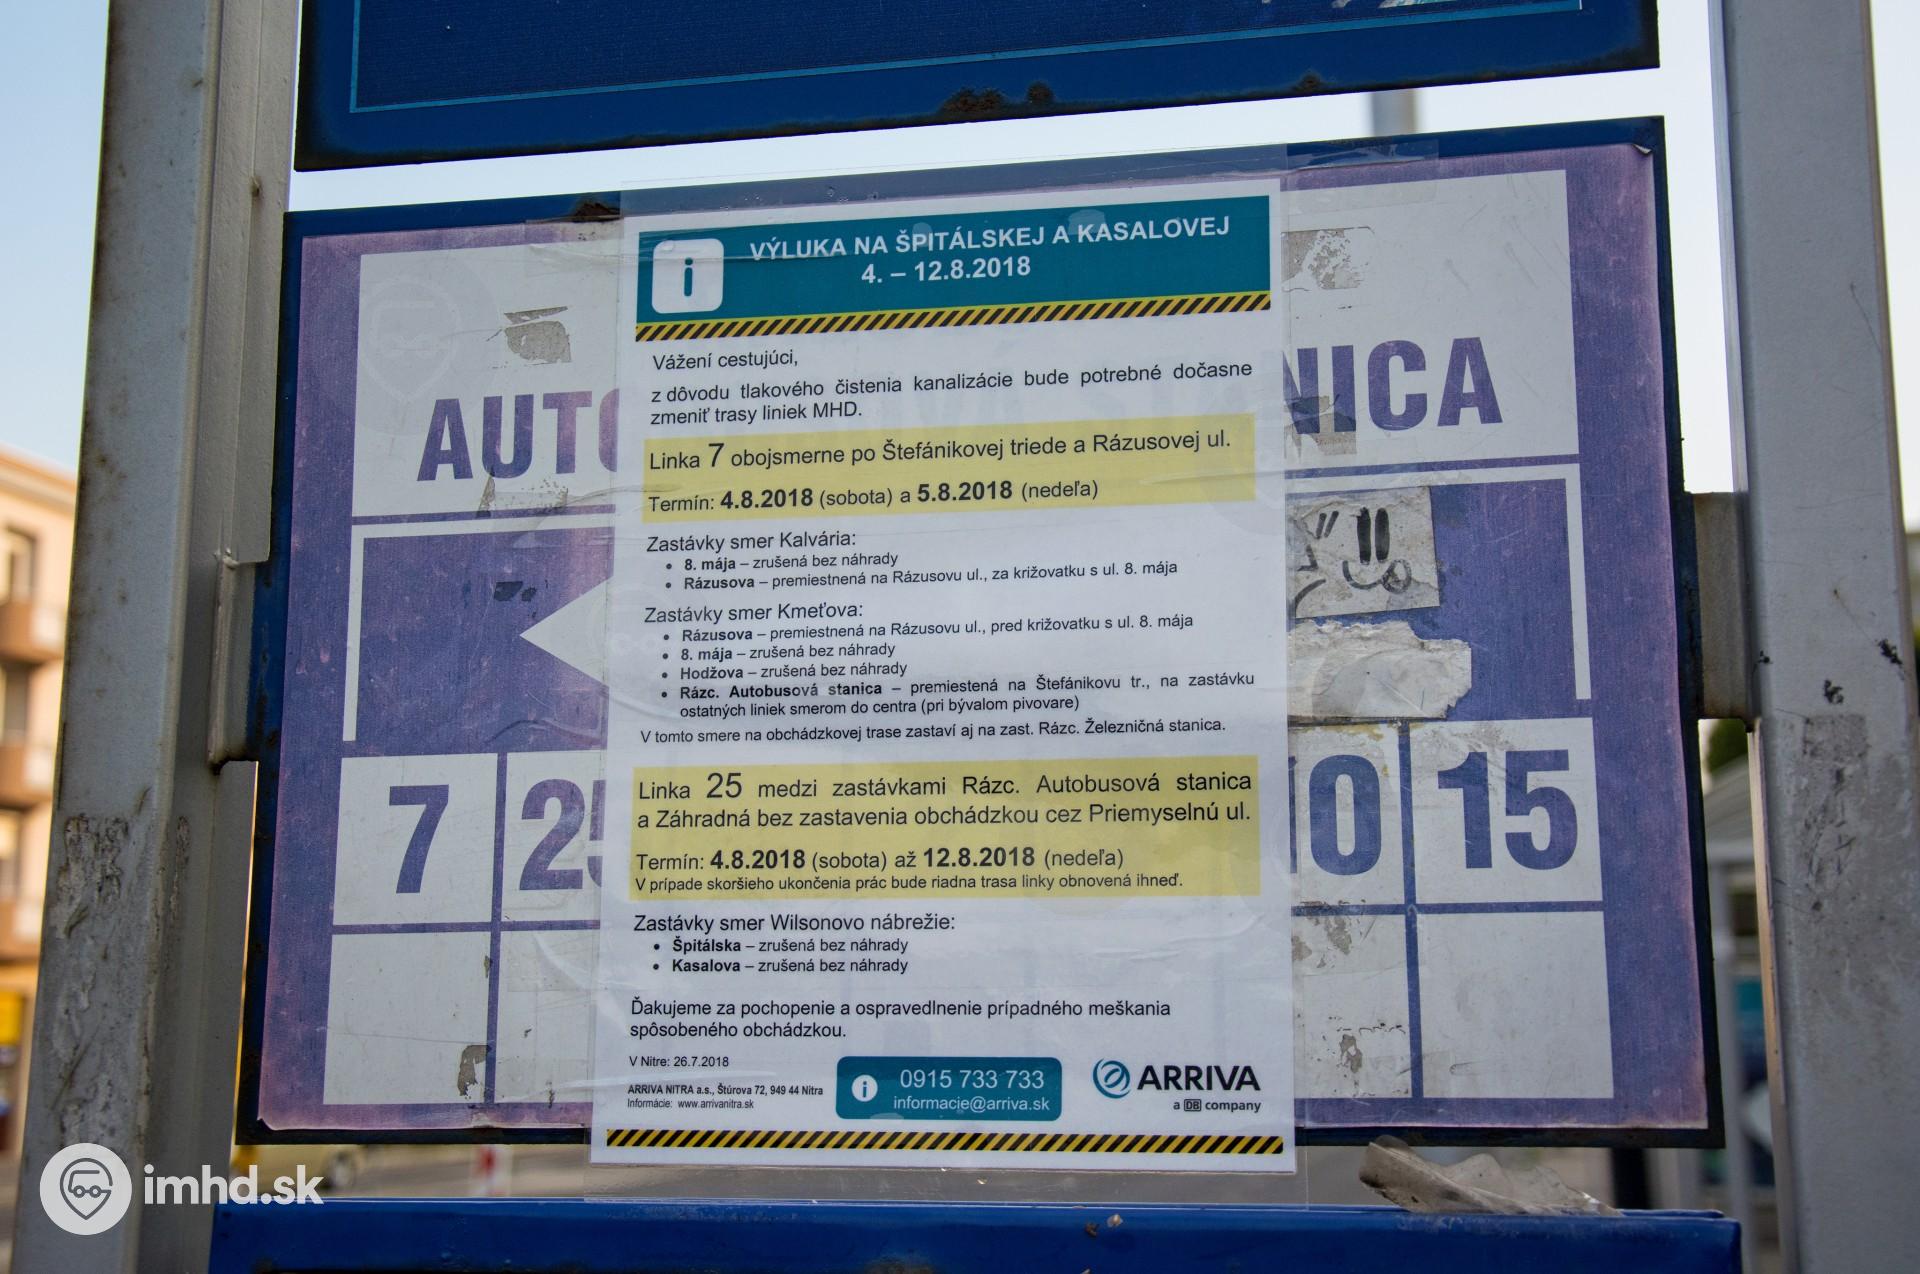 VÝLUKA NA ŠPITÁLSKEJ A KASALOVEJ
4. – 12.8.2018
Vážení cestujúci,
z dôvodu tlakového čistenia kanalizácie bude potrebné dočasne
zmeniť trasy liniek MHD.
Linka 7 obojsmerne po Štefánikovej triede a Rázusovej ul.
Termín: 4.8.2018 (sobota) a 5.8.2018 (nedeľa)
Zastávky smer Kalvária:
• 8. mája – zrušená bez náhrady
• Rázusova – premiestnená na Rázusovu ul., za križovatku s ul. 8. mája
Zastávky smer Kmeťova:
• Rázusova – premiestnená na Rázusovu ul., pred križovatku s ul. 8. mája
• 8. mája – zrušená bez náhrady
• Hodžova – zrušená bez náhrady
• Rázc. Autobusová stanica – premiestená na Štefánikovu tr., na zastávku
ostatných liniek smerom do centra (pri bývalom pivovare)
V tomto smere na obchádzkovej trase zastaví aj na zast. Rázc. Železničná stanica.
Linka 25 medzi zastávkami Rázc. Autobusová stanica
a Záhradná bez zastavenia obchádzkou cez Priemyselnú ul.
Termín: 4.8.2018 (sobota) až 12.8.2018 (nedeľa)
V prípade skoršieho ukončenia prác bude riadna trasa linky obnovená ihneď.
Zastávky smer Wilsonovo nábrežie:
• Špitálska – zrušená bez náhrady
• Kasalova – zrušená bez náhrady
Ďakujeme za pochopenie a ospravedlnenie prípadného meškania
spôsobeného obchádzkou.
V Nitre: 26.7.2018
ARRIVA NITRA a.s., Štúrova 72, 949 44 Nitra
Informácie: www.arrivanitra.sk
0915 733 733
informacie@arriva.sk
ARRIVA
a DB company
7 25 10 15
imhd.sk